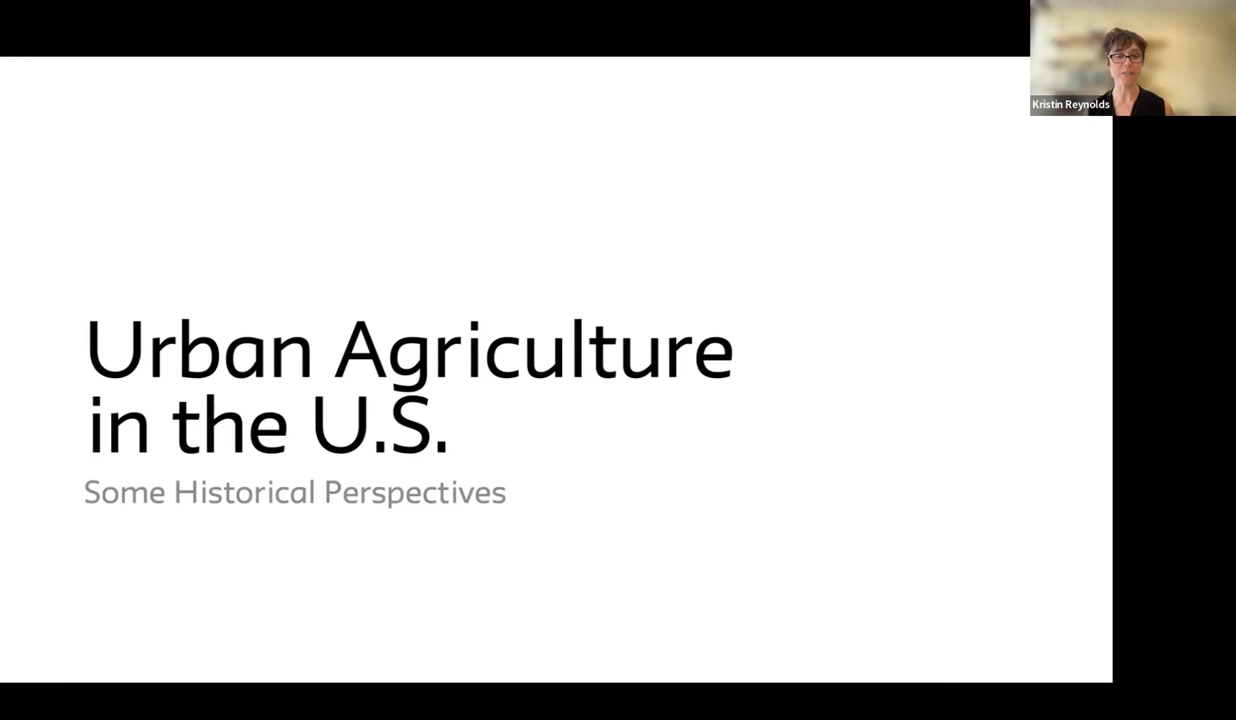 Kristin Reynolds
Urban Agriculture
in the U.S.
Some Historical Perspectives